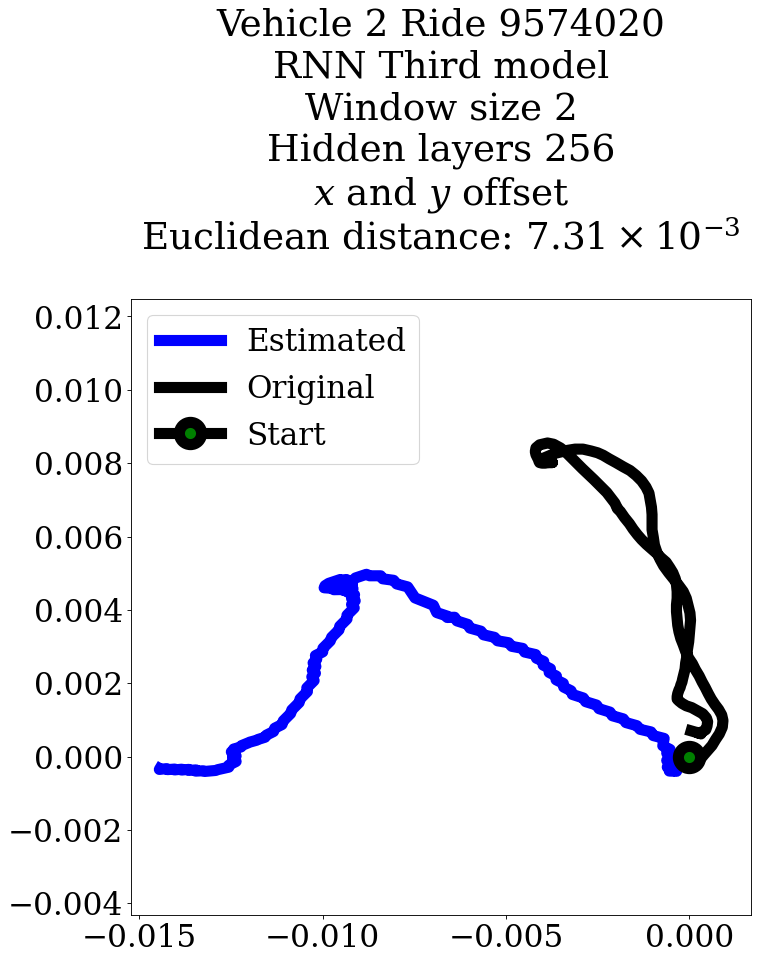 Vehicle 2 Ride 9574020
RNN Third model
Window size 2
Hidden layers 256
x and y offset
Euclidean distance: 7.31 × 10⁻³
Estimated
Original
Start
0.012
0.010
0.008
0.006
0.004
0.002
0.000
−0.002
−0.004
−0.015 −0.010 −0.005 0.000